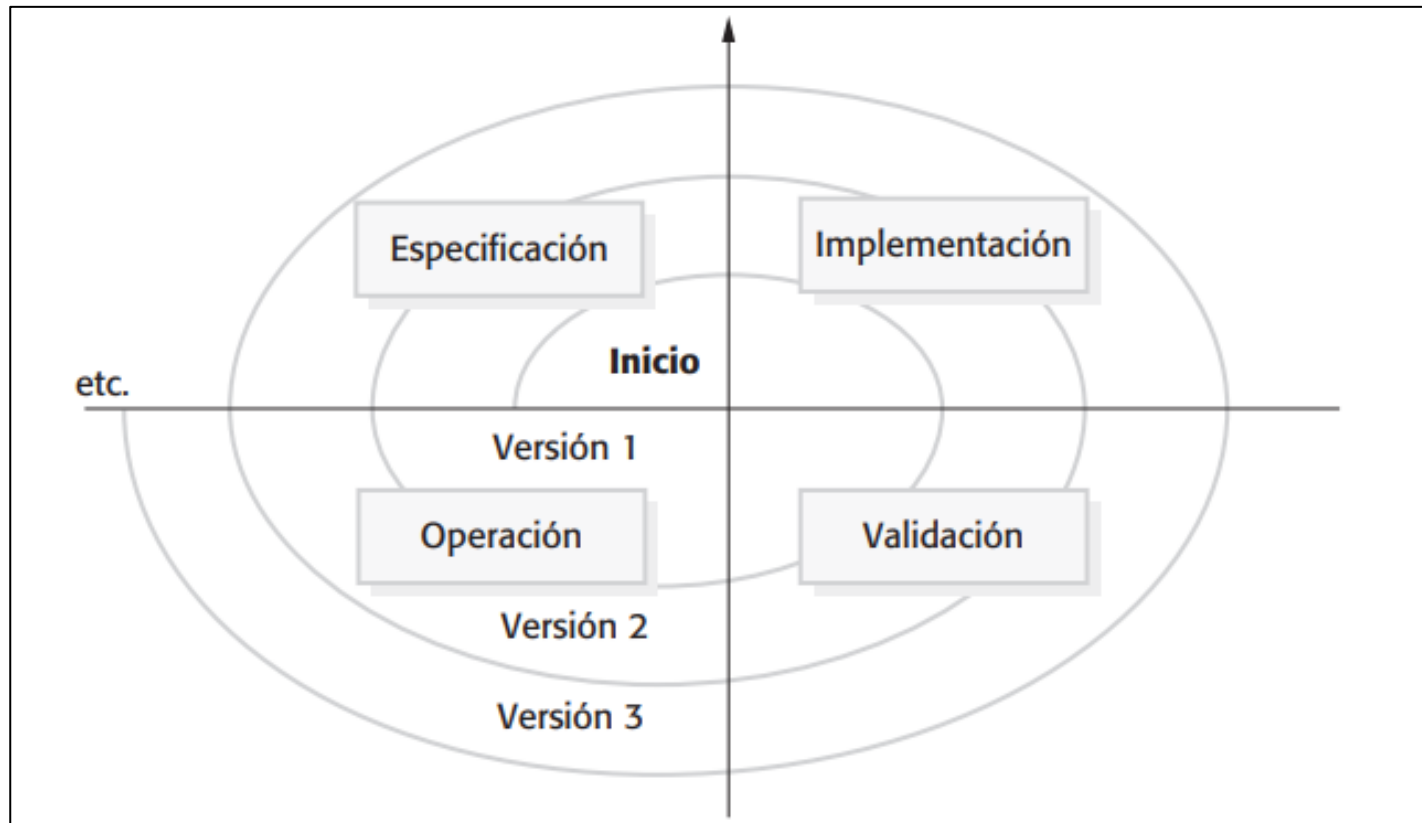 Especificación
Implementación
Inicio
etc.
Versión 1
Operación
Validación
Versión 2
Versión 3